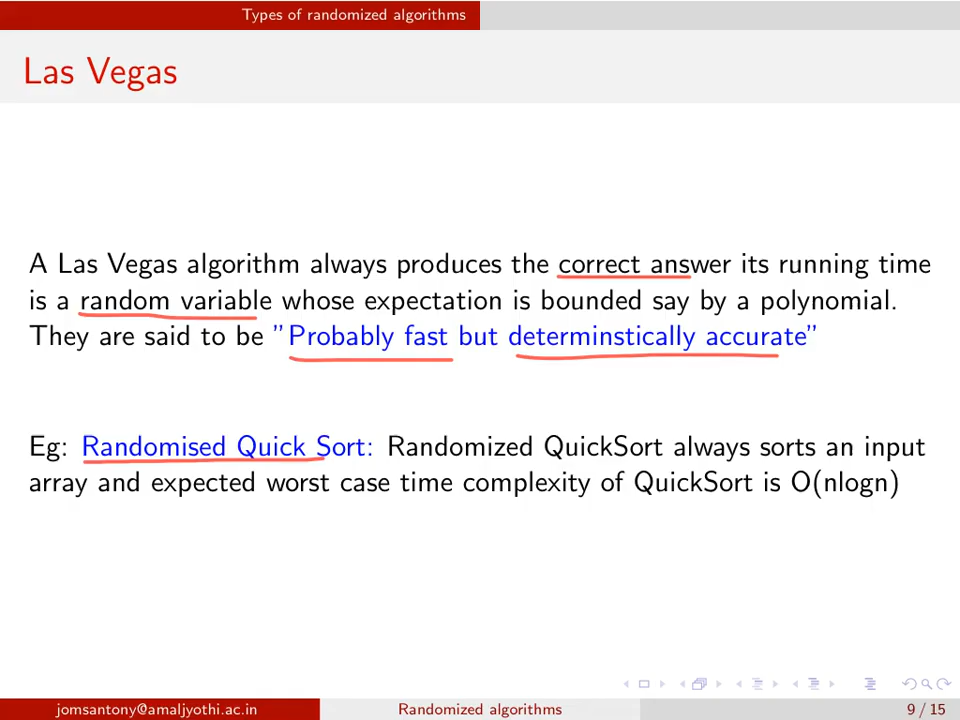 Types of randomized algorithms
Las Vegas
A Las Vegas algorithm always produces the correct answer its running time
is a random variable whose expectation is bounded say by a polynomial.
They are said to be ”Probably fast but determinstically accurate”
Eg: Randomised Quick Sort: Randomized QuickSort always sorts an input
array and expected worst case time complexity of QuickSort is O(nlogn)
jomsantony@amaljyothi.ac.in Randomized algorithms 9 / 15